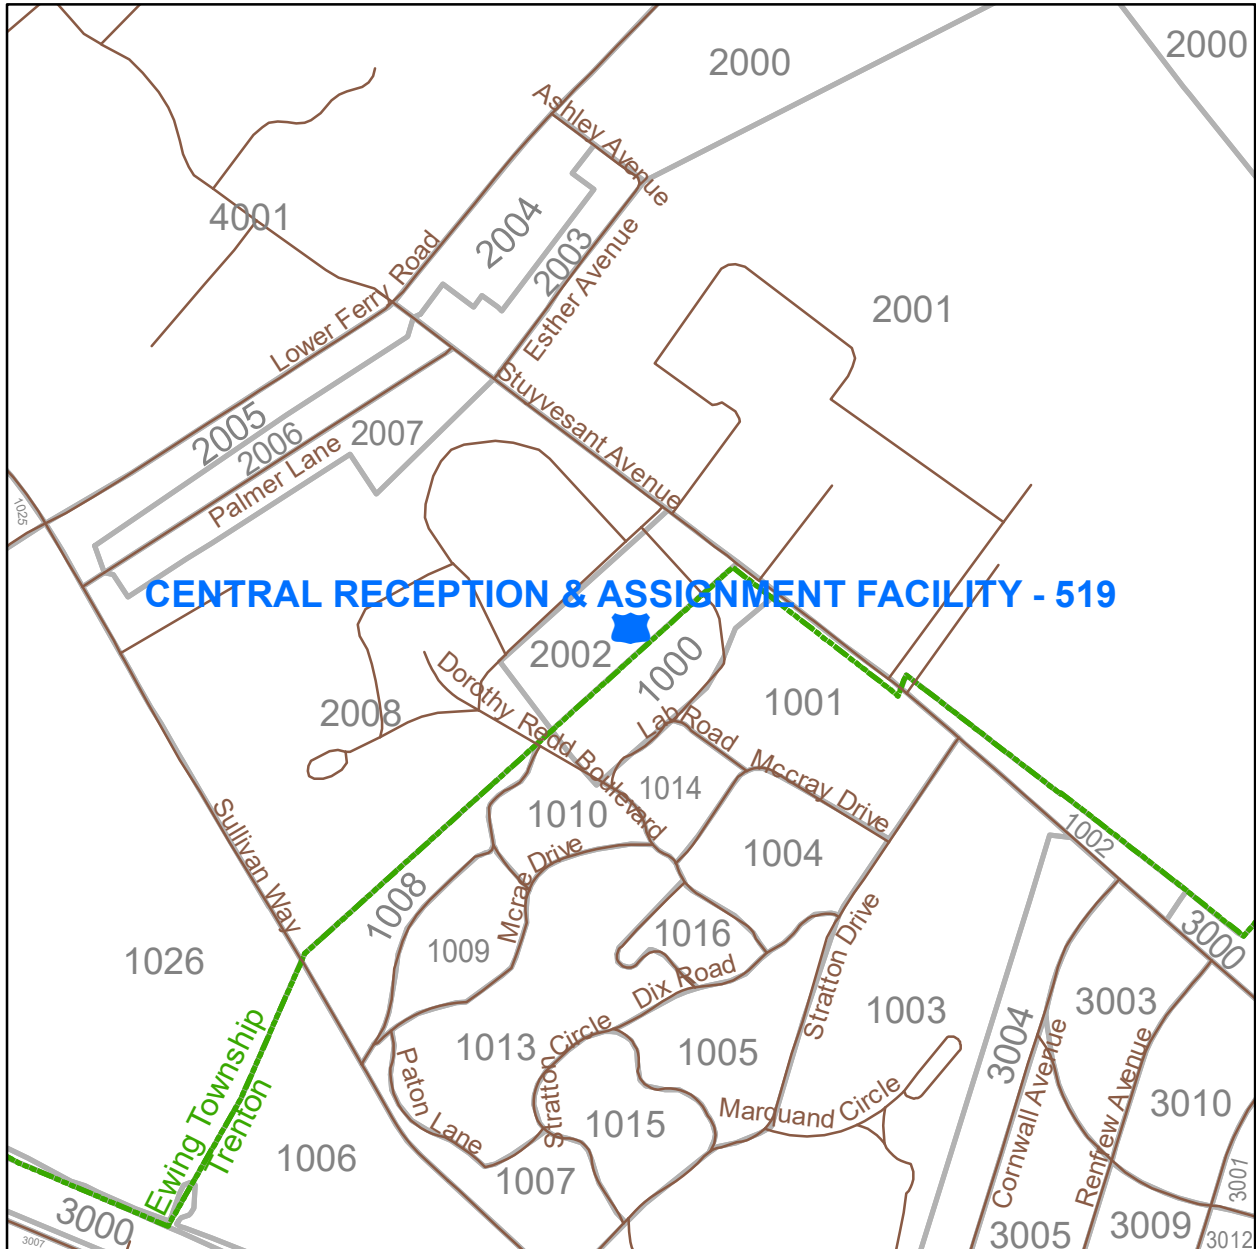 2000
2000
Ashley Avenue
4001
2004
2003
Lower Ferry Road
Esther Avenue
2001
Stuyvesant Avenue
2005
2006
2007
Palmer Lane
1025
CENTRAL RECEPTION & ASSIGNMENT FACILITY - 519
2002
1000
Dorothy Redd Boulevard
2008
1001
Lab Road
Mccray Drive
1014
1010
Sullivan Way
1002
1004
Mcrae Drive
1008
1009
1016
Stratton Drive
3000
1026
Dix Road
1003
3003
3004
Ewing Township
Trenton
1013
Stratton Circle
1005
Paton Lane
Marquand Circle
Cornwall Avenue
Renfrew Avenue
3010
1015
1006
1007
3001
3000
3007
3005
3009
3012